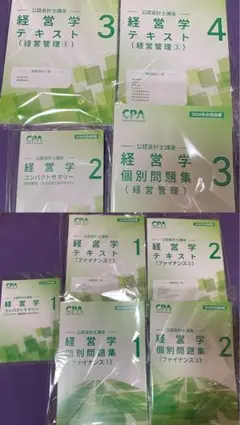 公認会計士講座
経営学
テキスト
(経営管理①)
3
公認会計士講座
経営学
テキスト
(経営管理②)
4
CPA
公認会計士講座
経営学
コンパクトサマリー
2
CPA
公認会計士講座
経営学
個別問題集
(経営管理)
3
CPA
公認会計士講座
経営学
テキスト
(ファイナンス①)
1
CPA
公認会計士講座
経営学
テキスト
2
CPA
経営学
コンパクトサマリー
1
CPA
公認会計士講座
経営学
個別問題集
(ファイナンス①)
1
CPA
公認会計士講座
経営学
個別問題集
(ファイナンス②)
2